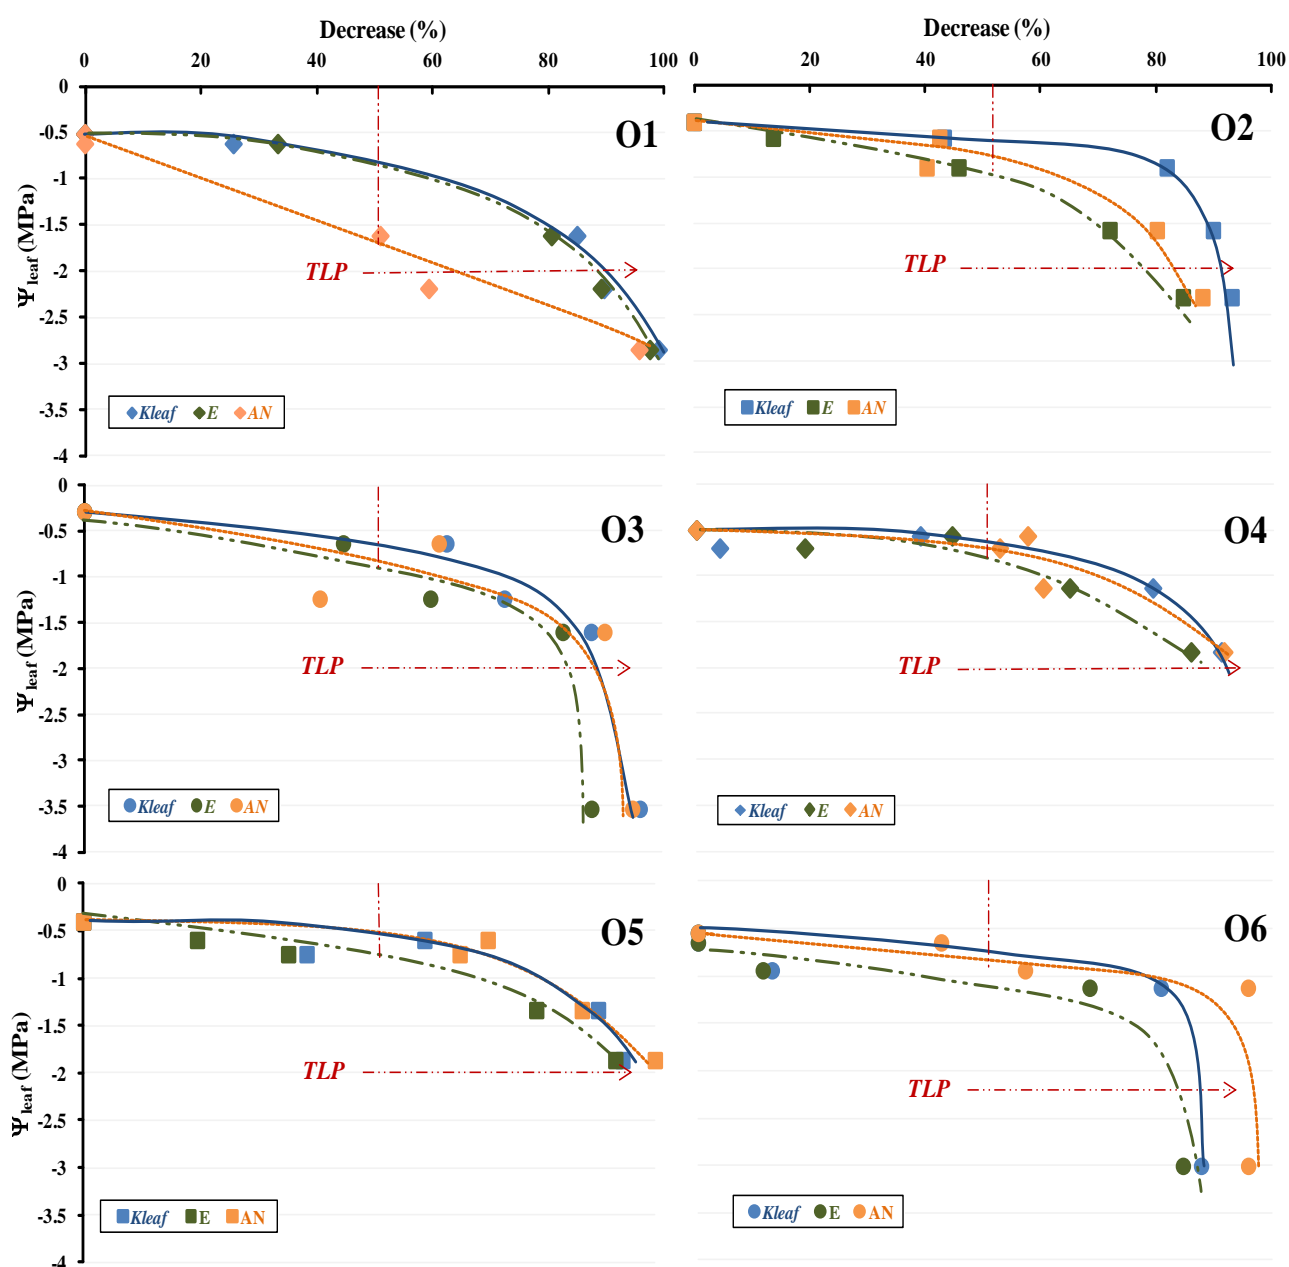 Decrease (%)
Decrease (%)
0 20 40 60 80 100
0 20 40 60 80 100
0
-0.5
-1
-1.5
-2
-2.5
-3
-3.5
-4
Ψleaf (MPa)
O1
TLP
Kleaf E AN
O2
TLP
Kleaf E AN
0
-0.5
-1
-1.5
-2
-2.5
-3
-3.5
-4
Ψleaf (MPa)
O3
TLP
Kleaf E AN
O4
TLP
Kleaf E AN
0
-0.5
-1
-1.5
-2
-2.5
-3
-3.5
-4
Ψleaf (MPa)
O5
TLP
Kleaf E AN
O6
TLP
Kleaf E AN